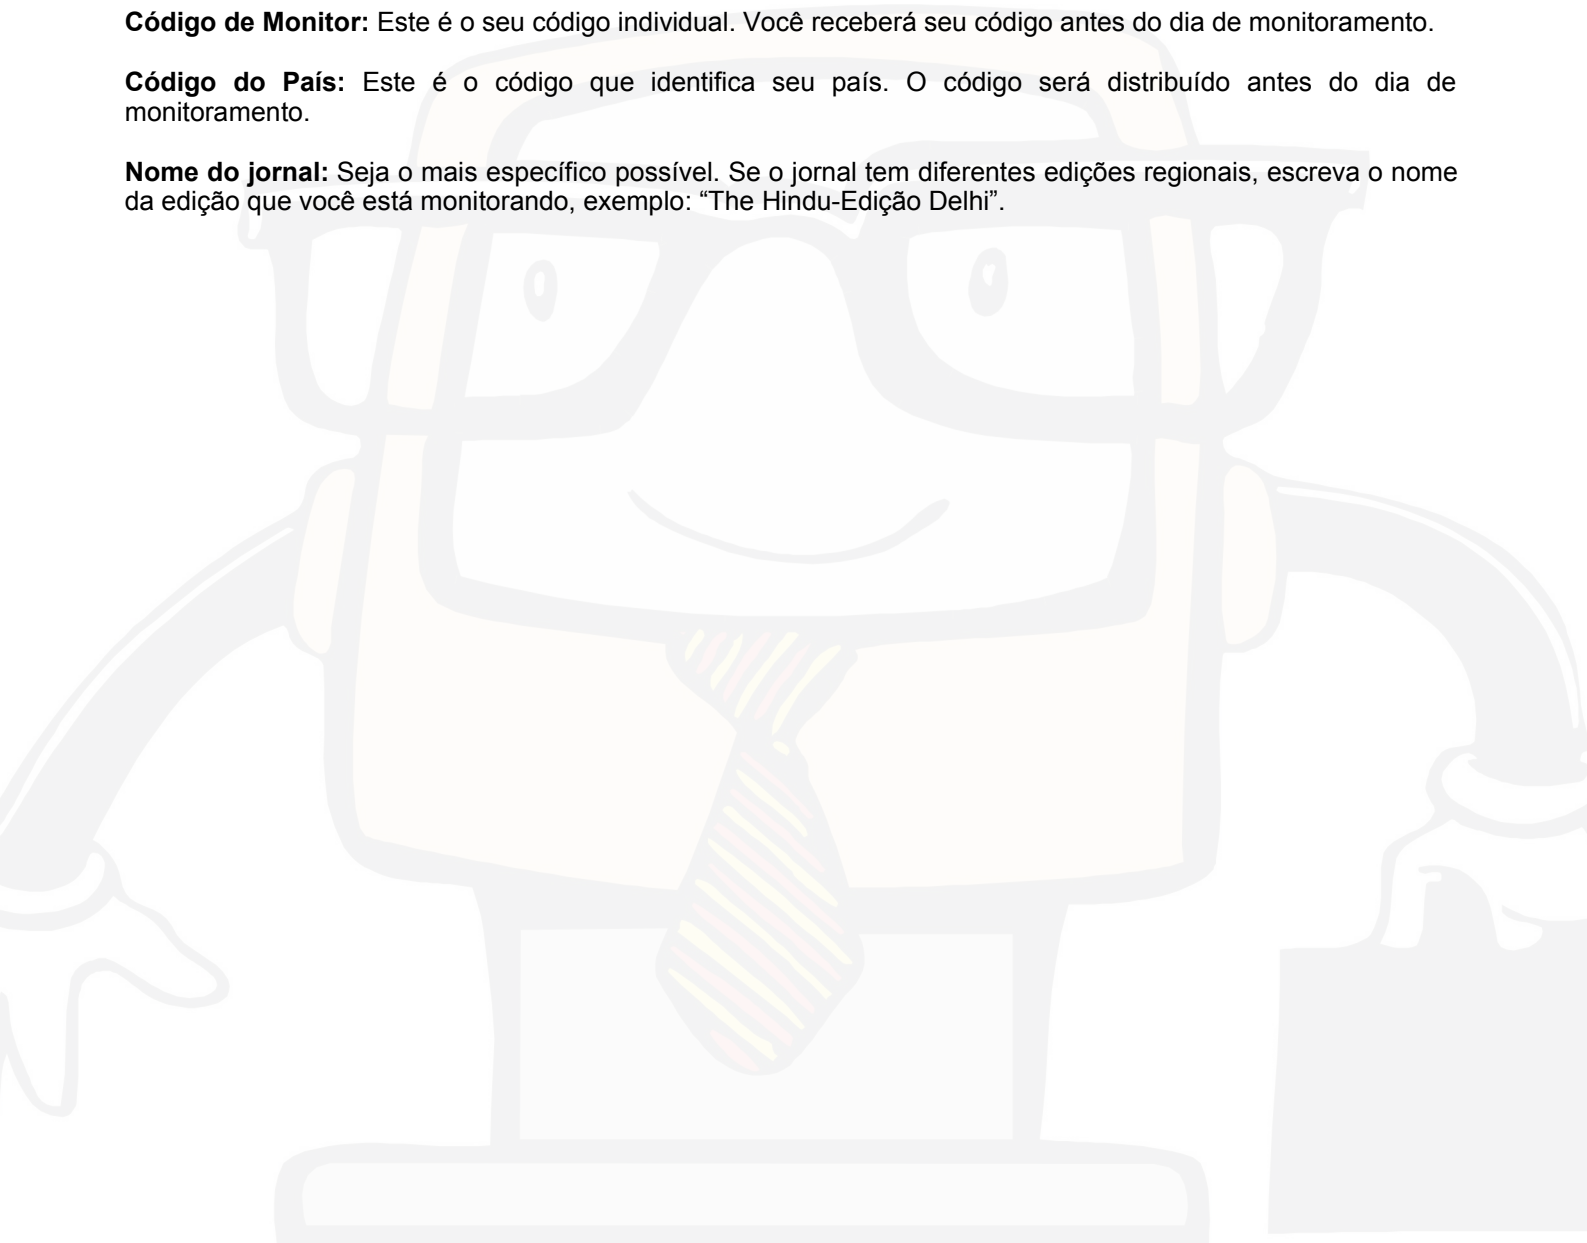 Código de Monitor: Este é o seu código individual. Você receberá seu código antes do dia de monitoramento.
Código do País: Este é o código que identifica seu país. O código será distribuído antes do dia de
monitoramento.
Nome do jornal: Seja o mais específico possível. Se o jornal tem diferentes edições regionais, escreva o nome
da edição que você está monitorando, exemplo: “The Hindu-Edição Delhi”.